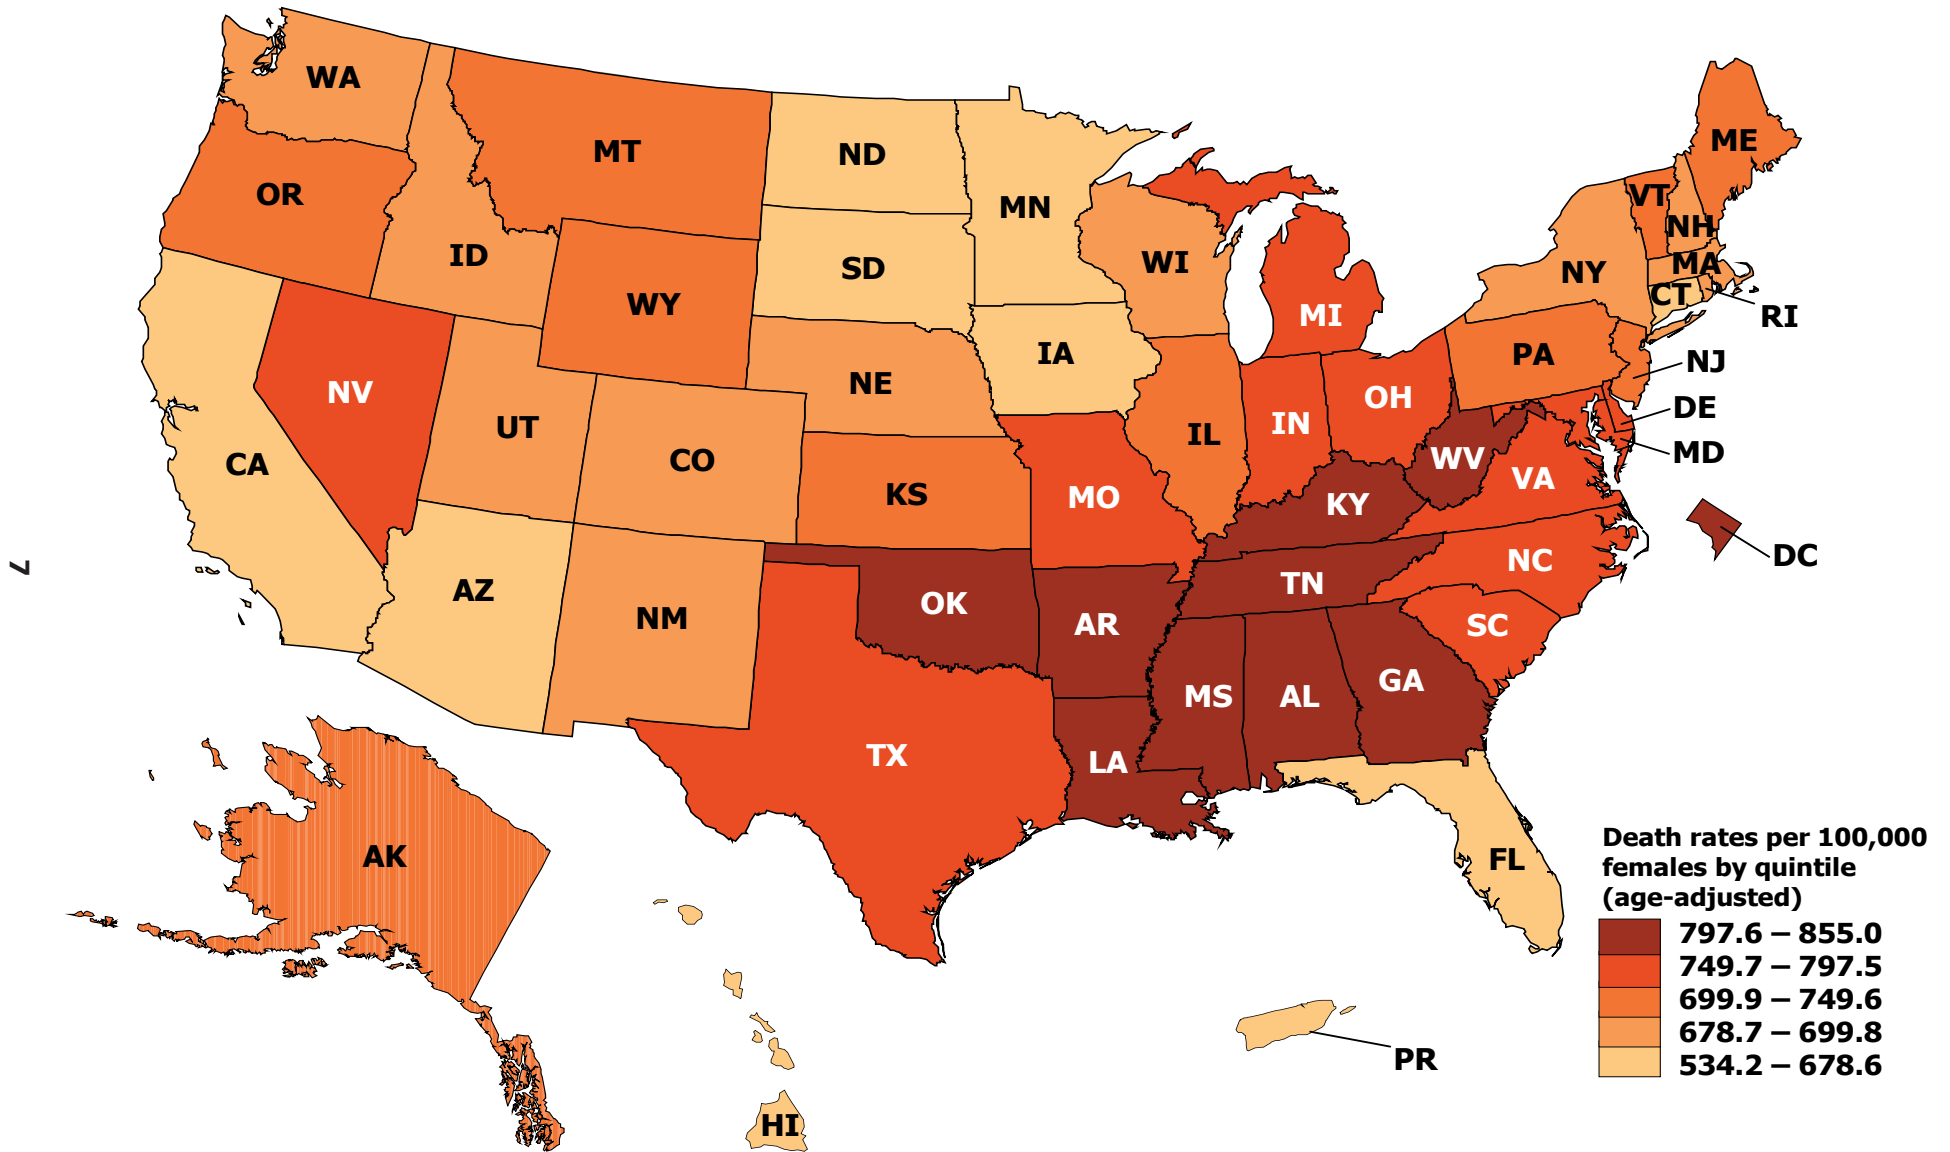 WA
MT
ND
ME
OR
MN
VT
NH
ID
SD
WI
NY
MA
WY
CT
MI
RI
IA
PA
NJ
NV
NE
OH
DE
UT
IN
IL
CO
WV
MD
CA
VA
KS
MO
KY
DC
NC
7
AZ
TN
OK
NM
AR
SC
GA
MS
AL
TX
LA
AK
FL
Death rates per 100,000
females by quintile
(age-adjusted)
797.6 – 855.0
749.7 – 797.5
699.9 – 749.6
678.7 – 699.8
534.2 – 678.6
PR
HI